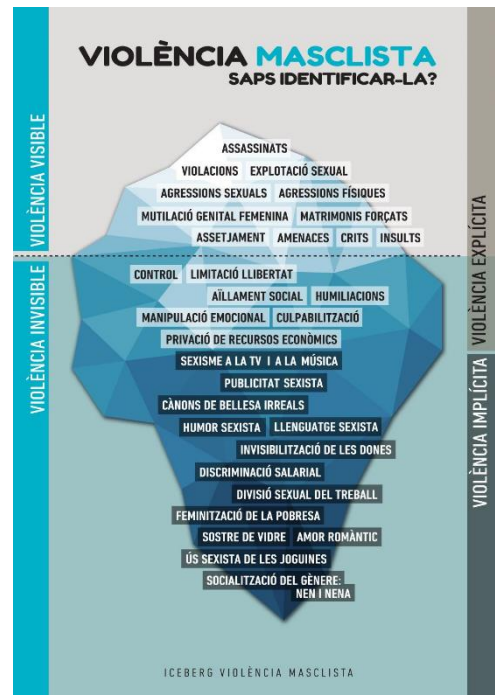 VIOLÈNCIA MASCLISTA
SAPS IDENTIFICAR-LA?
VIOLÈNCIA VISIBLE
VIOLÈNCIA INVISIBLE
ASSASSINATS
VIOLACIONS EXPLOTACIÓ SEXUAL
AGRESSIONS SEXUALS AGRESSIONS FÍSIQUES
MUTILACIÓ GENITAL FEMENINA MATRIMONIS FORÇATS
ASSETJAMENT AMENACES CRITS INSULTS
CONTROL LIMITACIÓ LLIBERTAT
AÏLLAMENT SOCIAL HUMILIACIONS
MANIPULACIÓ EMOCIONAL CULPABILITZACIÓ
PRIVACIÓ DE RECURSOS ECONÒMICS
SEXISME A LA TV I A LA MÚSICA
PUBLICITAT SEXISTA
CÀNONS DE BELLESA IRREALS
HUMOR SEXISTA LLENGUATGE SEXISTA
INVISIBILITZACIÓ DE LES DONES
DISCRIMINACIÓ SALARIAL
DIVISIÓ SEXUAL DEL TREBALL
FEMINITZACIÓ DE LA POBRESA
SOSTRE DE VIDRE AMOR ROMÀNTIC
ÚS SEXISTA DE LES JOGUINES
SOCIALITZACIÓ DEL GÈNERE:
NEN I NENA
VIOLÈNCIA EXPLÍCITA
VIOLÈNCIA IMPLÍCITA
ICEBERG VIOLÈNCIA MASCLISTA